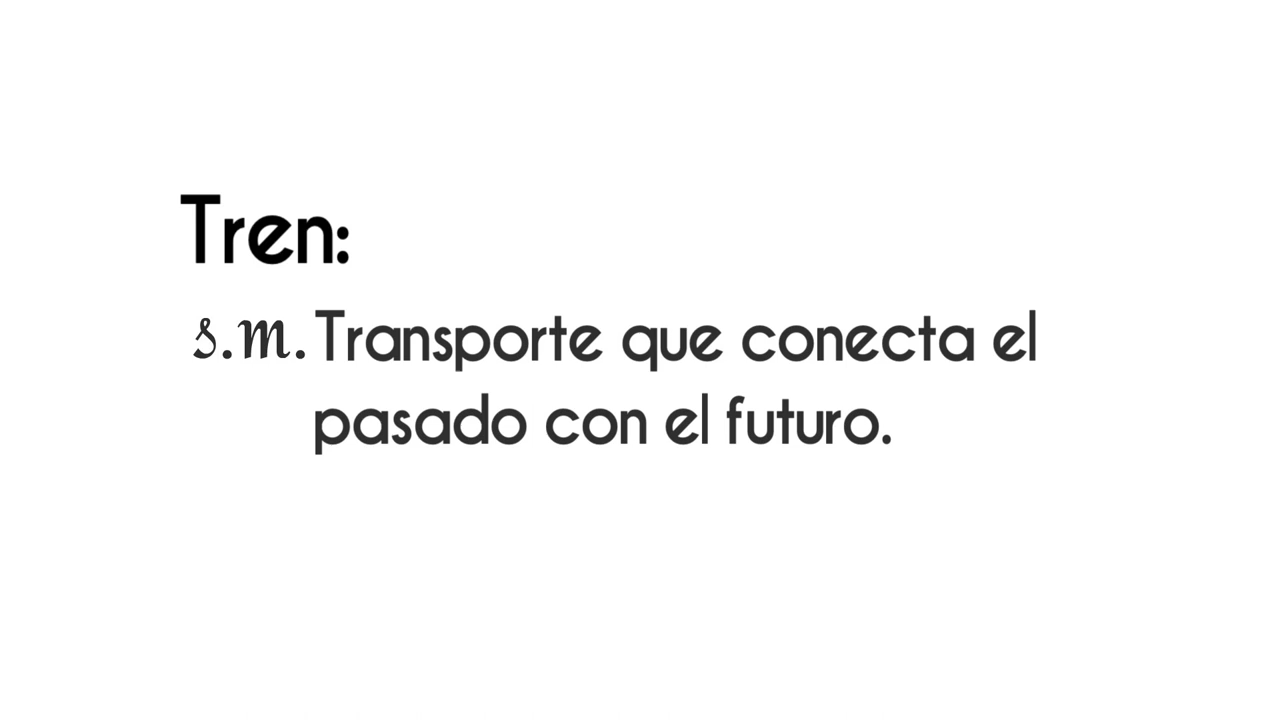 Tren:
s.m. Transporte que conecta el
pasado con el futuro.